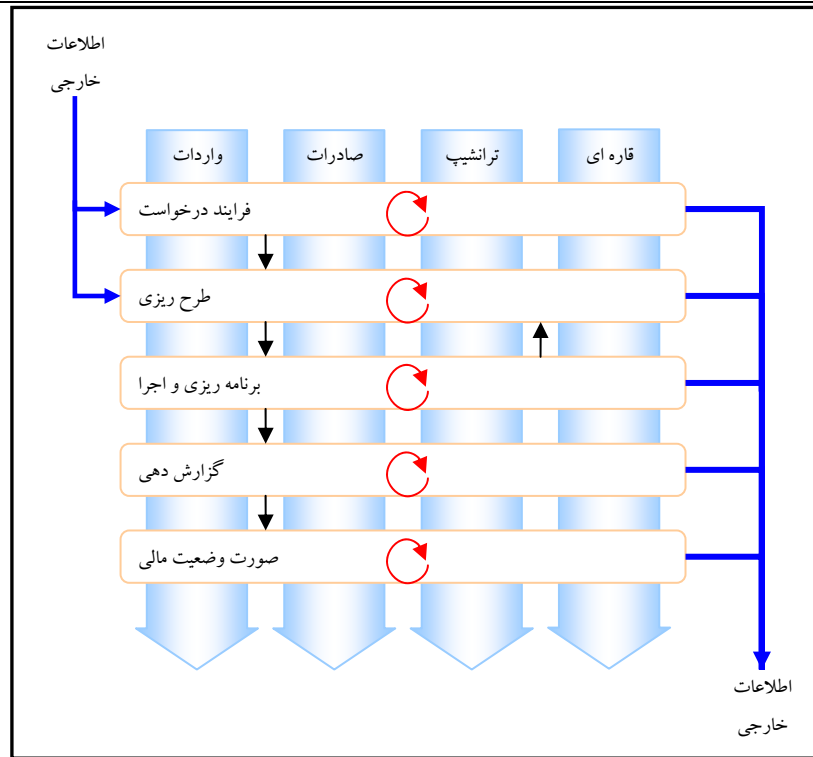 اطلاعات
خارجی
قاره ای
ترانشیپ
صادرات
واردات
فرایند درخواست
طرح ریزی
برنامه ریزی و اجرا
گزارش دهی
صورت وضعیت مالی
اطلاعات
خارجی